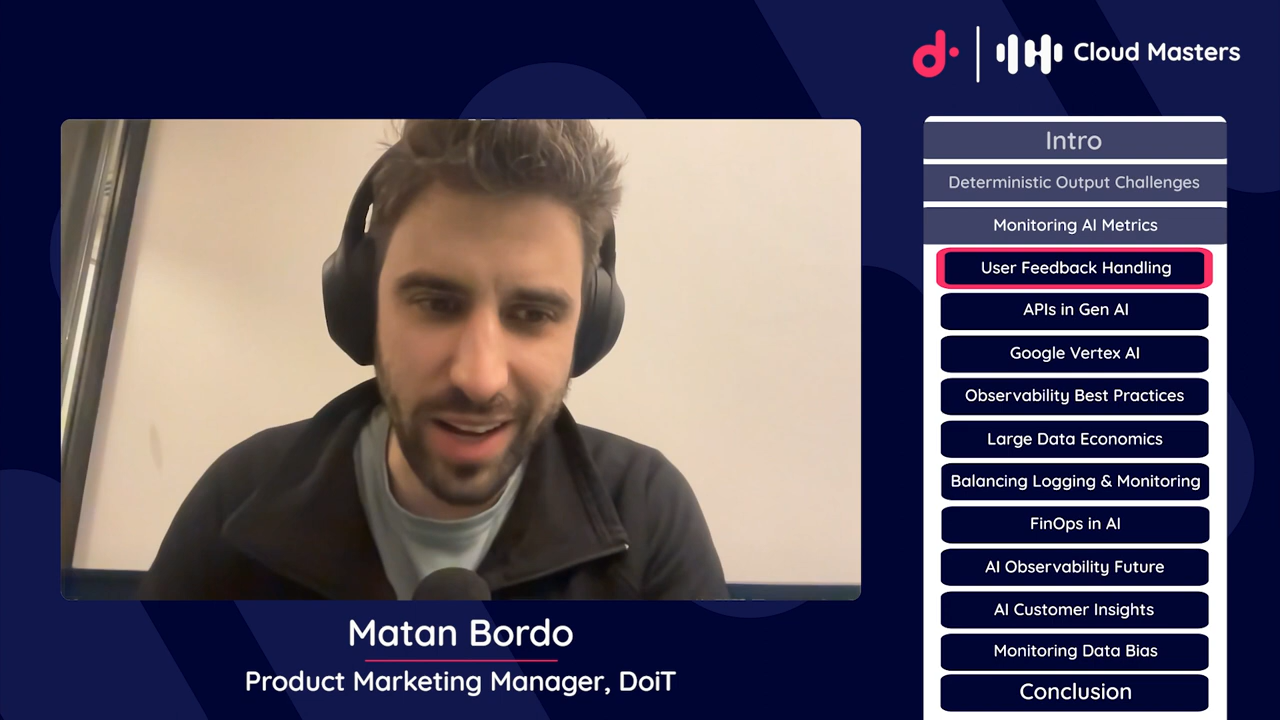 Cloud Masters
Intro
Deterministic Output Challenges
Monitoring AI Metrics
User Feedback Handling
APIs in Gen AI
Google Vertex AI
Observability Best Practices
Large Data Economics
Balancing Logging & Monitoring
FinOps in AI
AI Observability Future
AI Customer Insights
Monitoring Data Bias
Conclusion
Matan Bordo
Product Marketing Manager, DoiT